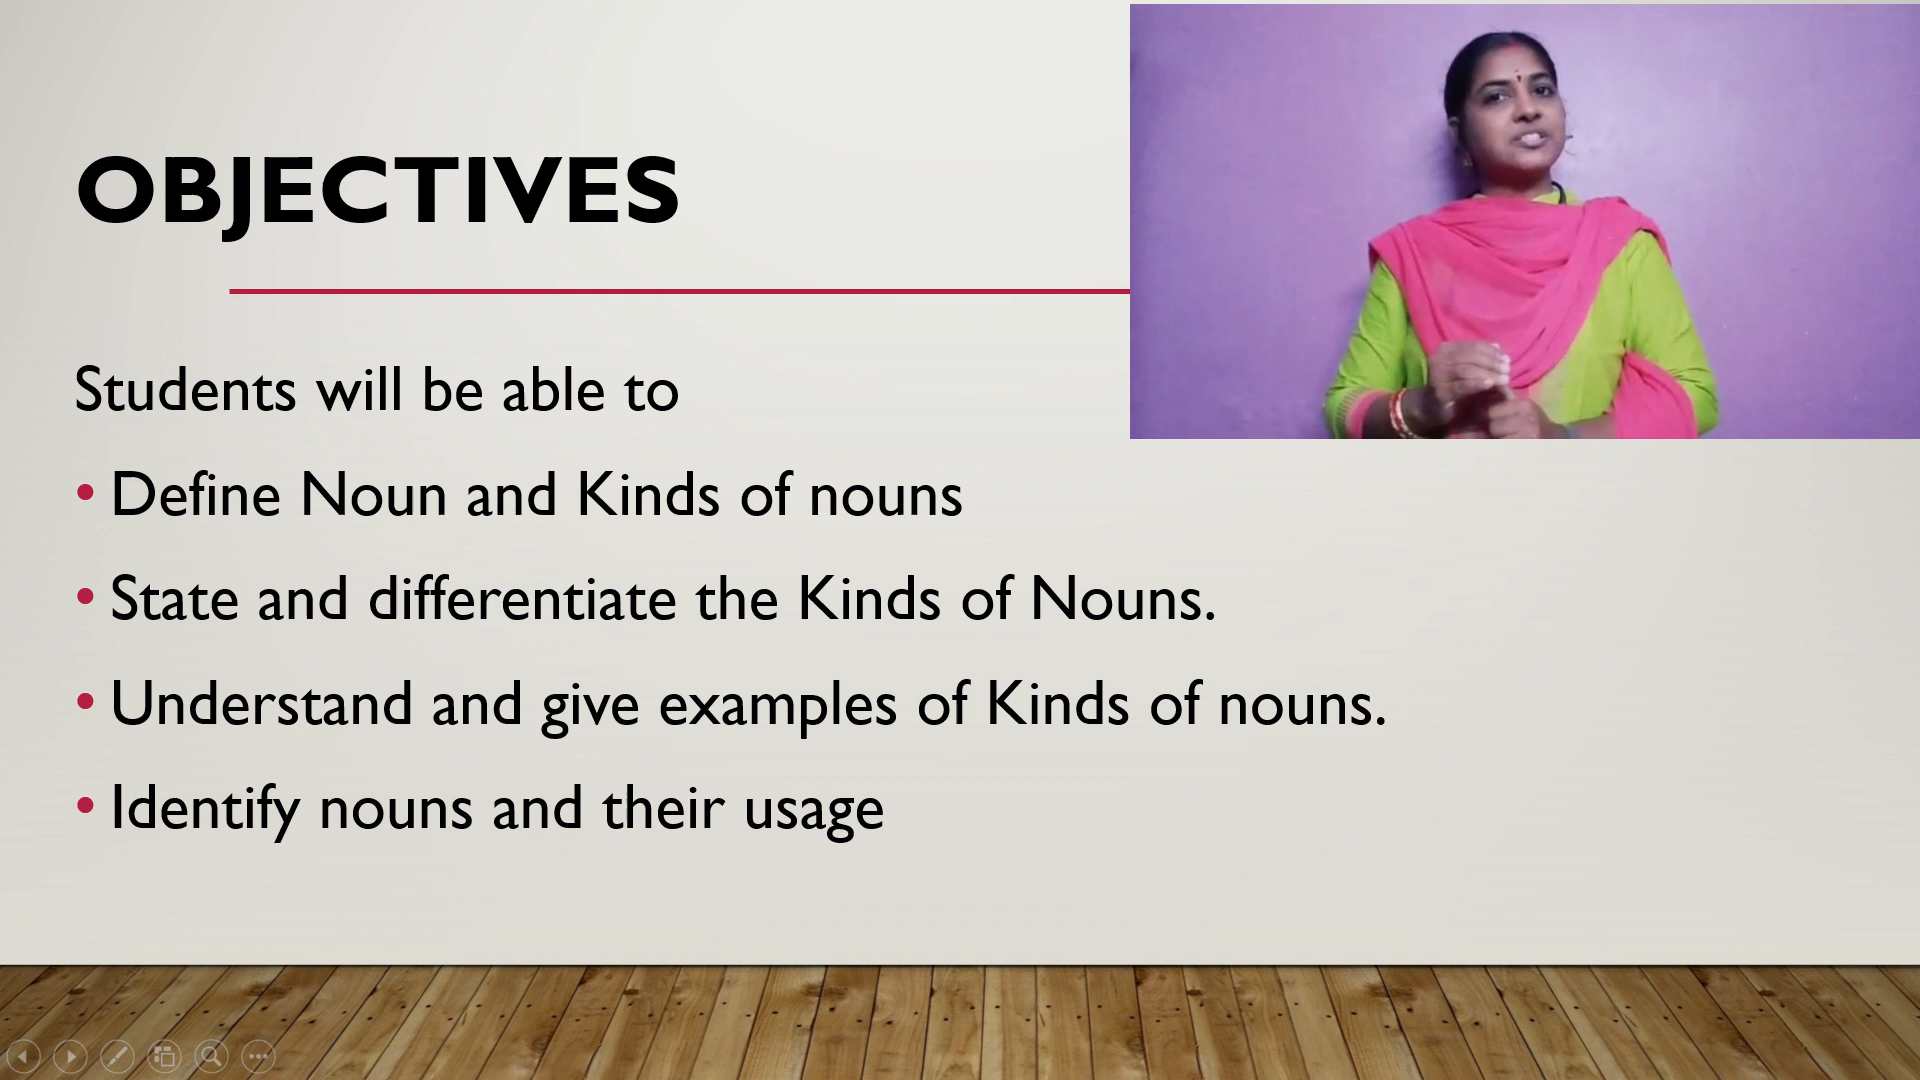 OBJECTIVES
Students will be able to
• Define Noun and Kinds of nouns
• State and differentiate the Kinds of Nouns.
• Understand and give examples of Kinds of nouns.
• Identify nouns and their usage